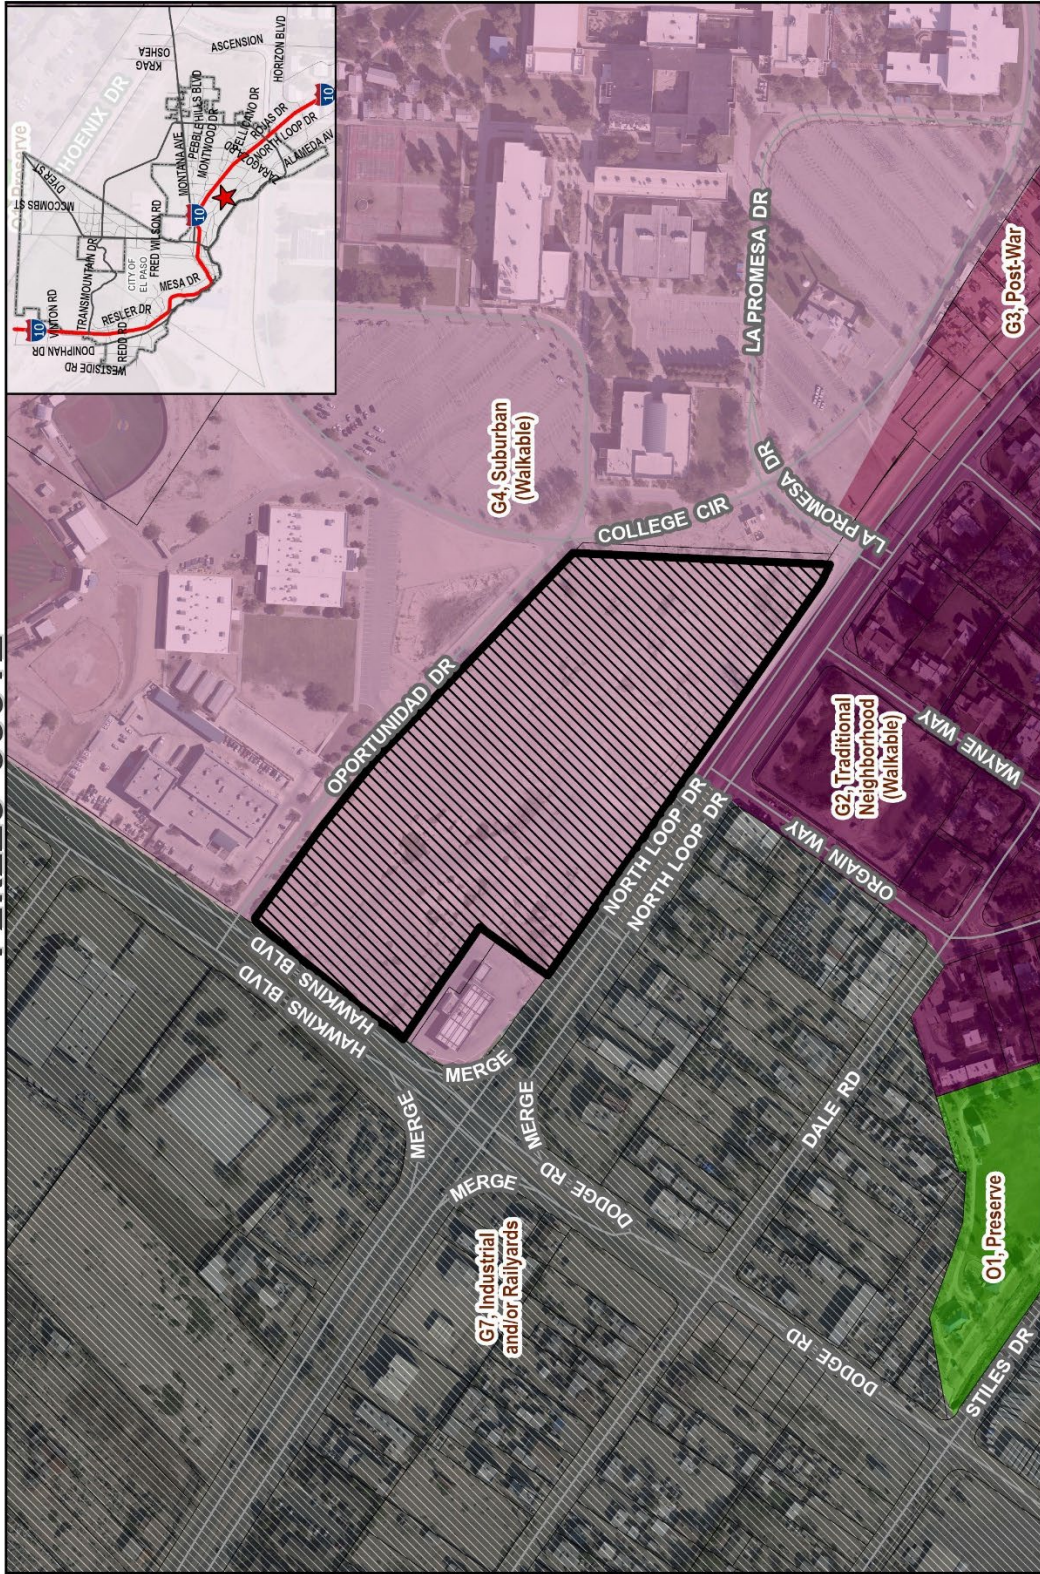 VINTON RD
TRANSMOUNTAIN DR
DONIPHAN DR
WESTSIDE RD
REDD RD
RESLER DR
MESA DR
CITY OF
EL PASO
FRED WILSON RD
DYER ST
MCCOMBS ST
O1, Preserve
HOENIX DR
MONTANA AVE
PEBBLE HILLS BLVD
MONTWOOD DR
PELLICANO DR
ROJAS DR
NORTH LOOP DR
ALAMEDA AV
KRAG
OSHEA
ASCENSION
HORIZON BLVD
10
10
10
G4, Suburban
(Walkable)
LA PROMESA DR
LA PROMESA DR
COLLEGE CIR
OPORTUNIDAD DR
G3, Post-War
HAWKINS BLVD
HAWKINS BLVD
NORTH LOOP DR
NORTH LOOP DR
G2, Traditional
Neighborhood
(Walkable)
WAYNE WAY
ORGAIN WAY
MERGE
MERGE
MERGE
MERGE
DODGE RD
DALE RD
G7, Industrial
and/or Railyards
DODGE RD
O1, Preserve
STILES DR